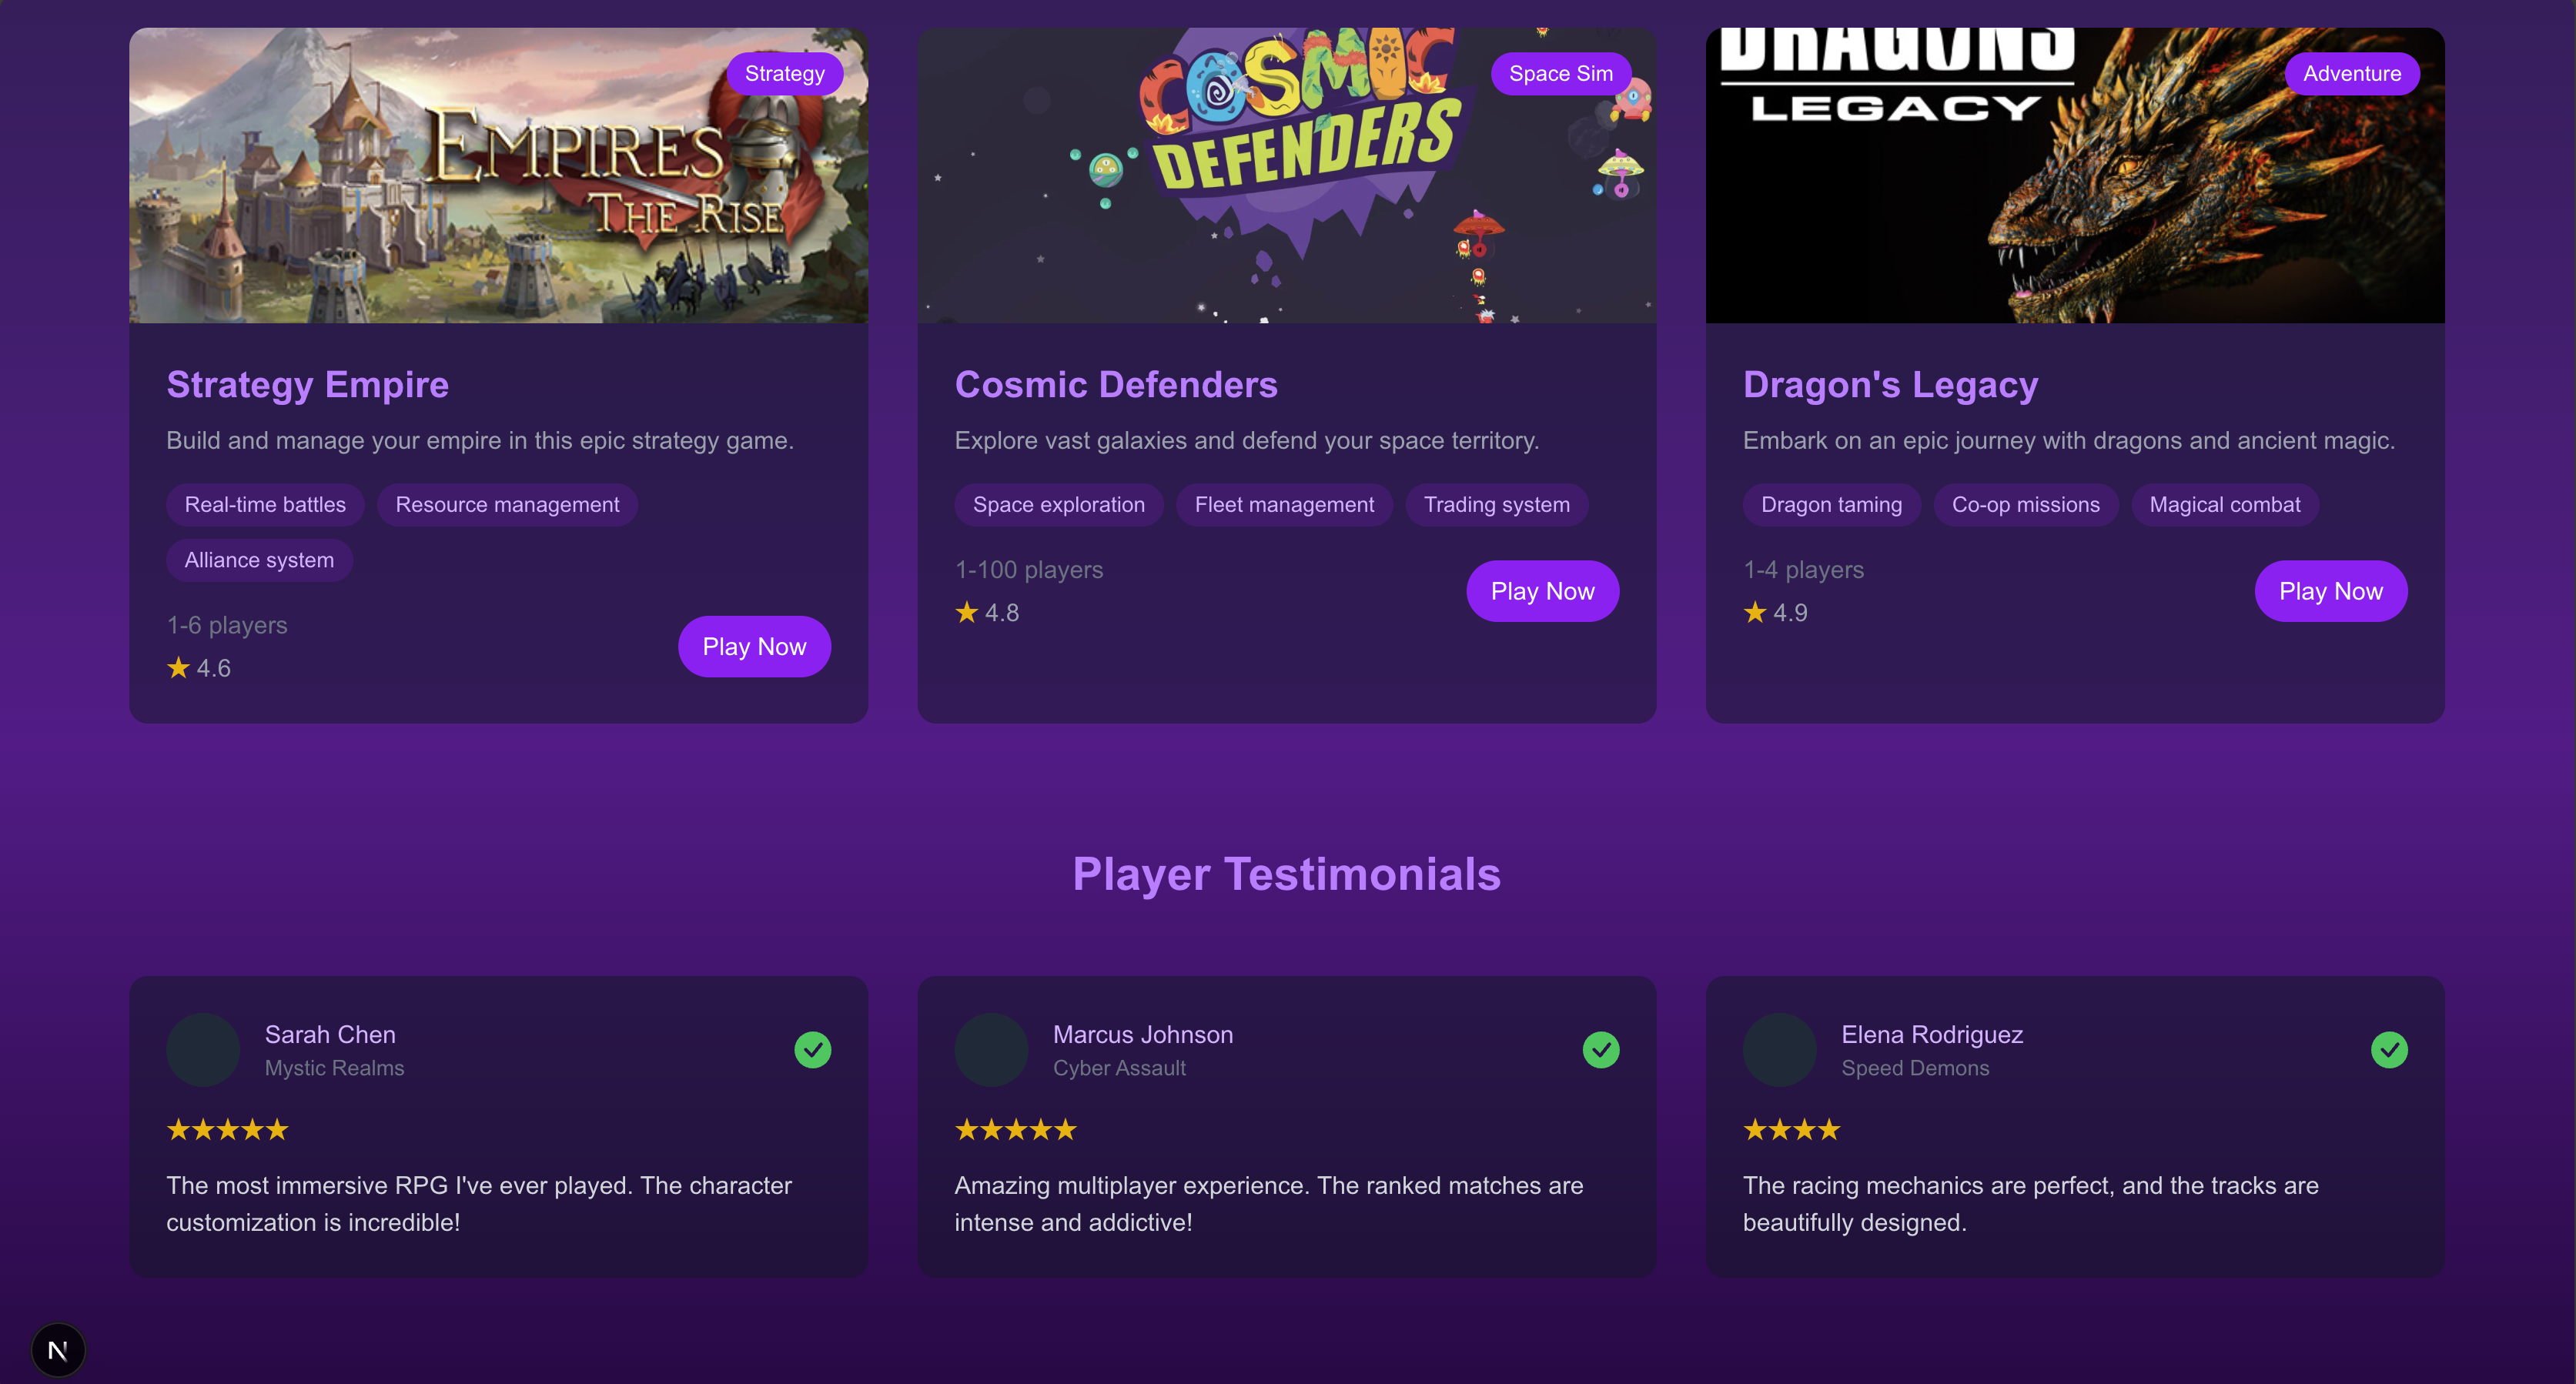 Strategy
EMPIRES
THE RISE
Strategy Empire
Build and manage your empire in this epic strategy game.
Real-time battles
Resource management
Alliance system
1-6 players
★ 4.6
Play Now
Space Sim
COSMIC
DEFENDERS
Cosmic Defenders
Explore vast galaxies and defend your space territory.
Space exploration
Fleet management
Trading system
1-100 players
★ 4.8
Play Now
Adventure
DRAGONS
LEGACY
Dragon's Legacy
Embark on an epic journey with dragons and ancient magic.
Dragon taming
Co-op missions
Magical combat
1-4 players
★ 4.9
Play Now
Player Testimonials
Sarah Chen
Mystic Realms
★★★★★
The most immersive RPG I've ever played. The character
customization is incredible!
Marcus Johnson
Cyber Assault
★★★★★
Amazing multiplayer experience. The ranked matches are
intense and addictive!
Elena Rodriguez
Speed Demons
★★★★
The racing mechanics are perfect, and the tracks are
beautifully designed.
N